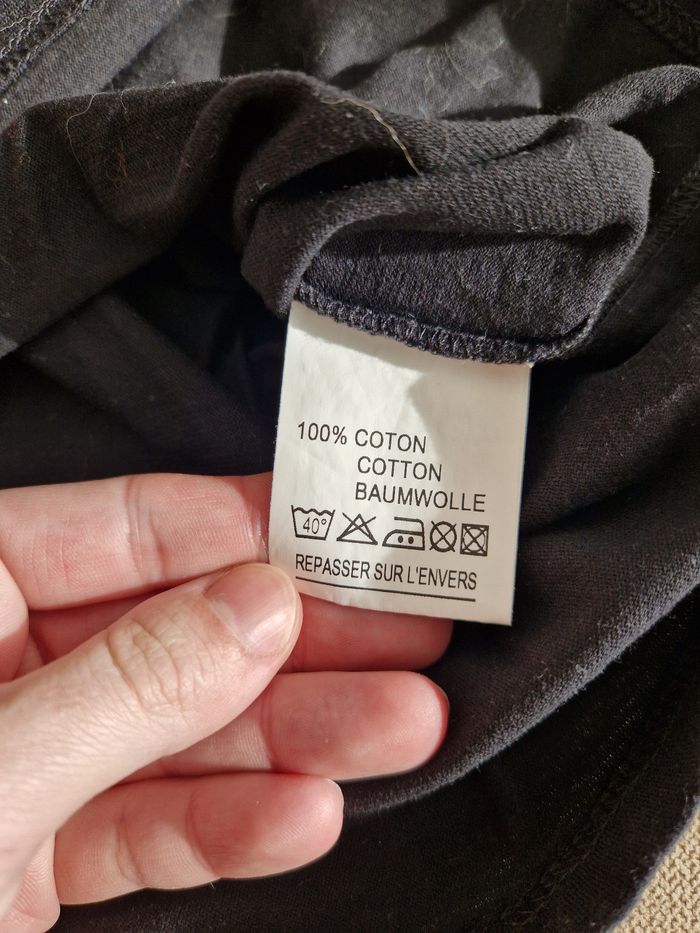 100% COTON
COTTON
BAUMWOLLE
40°
REPASSER SUR L'ENVERS